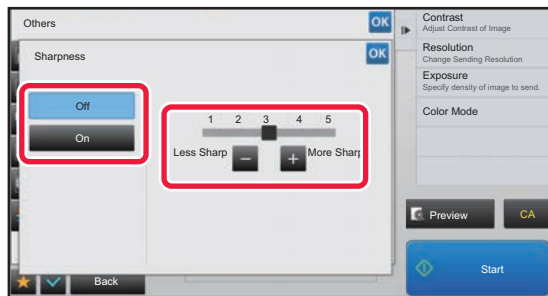 Others
OK
Sharpness
OK
Off
On
1 2 3 4 5
Less Sharp
More Sharp
Back
Contrast
Adjust Contrast of Image
Resolution
Change Sending Resolution
Exposure
Specify density of image to send.
Color Mode
Preview
CA
Start